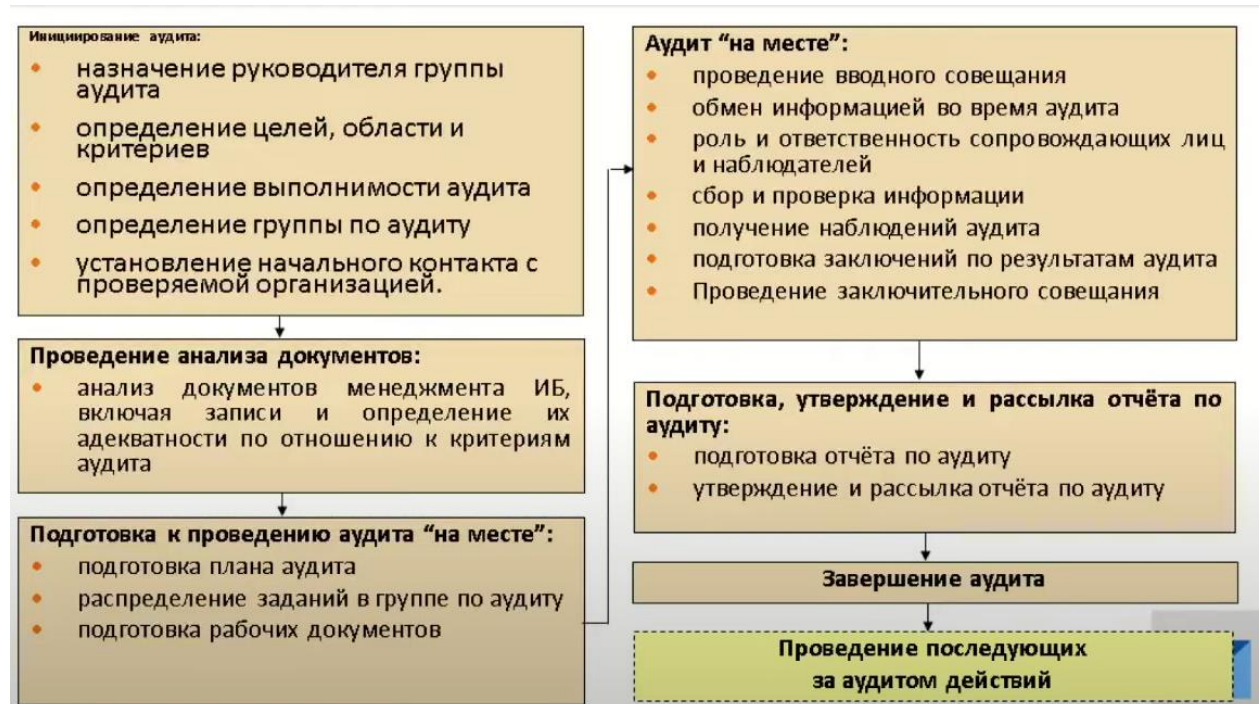 Инициирование аудита:
• назначение руководителя группы
аудита
• определение целей, области и
критериев
• определение выполнимости аудита
• определение группы по аудиту
• установление начального контакта с
проверяемой организацией.
Проведение анализа документов:
• анализ документов менеджмента ИБ,
включая записи и определение их
адекватности по отношению к критериям
аудита
Подготовка к проведению аудита “на месте”:
• подготовка плана аудита
• распределение заданий в группе по аудиту
• подготовка рабочих документов
Аудит “на месте”:
• проведение вводного совещания
• обмен информацией во время аудита
• роль и ответственность сопровождающих лиц
и наблюдателей
• сбор и проверка информации
• получение наблюдений аудита
• подготовка заключений по результатам аудита
• Проведение заключительного совещания
Подготовка, утверждение и рассылка отчёта по
аудиту:
• подготовка отчёта по аудиту
• утверждение и рассылка отчёта по аудиту
Завершение аудита
Проведение последующих
за аудитом действий